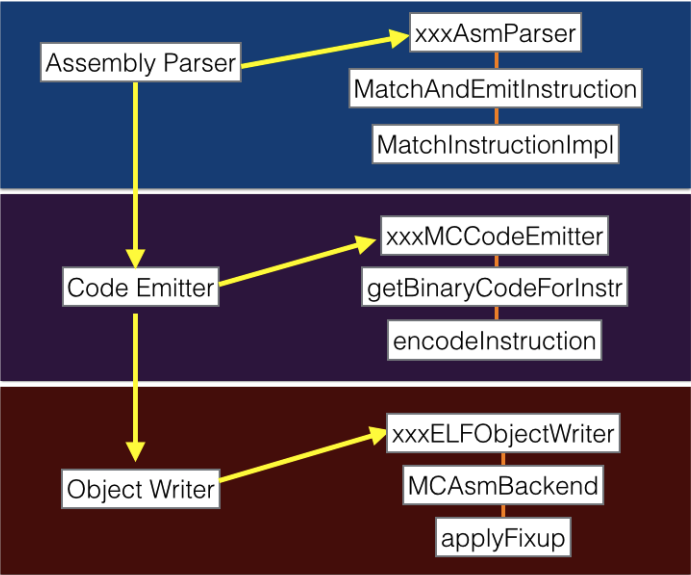 xxxAsmParser
Assembly Parser
MatchAndEmitInstruction
MatchInstructionImpl
xxxMCCodeEmitter
Code Emitter
getBinaryCodeForInstr
encodeInstruction
xxxELFObjectWriter
Object Writer
MCAsmBackend
applyFixup